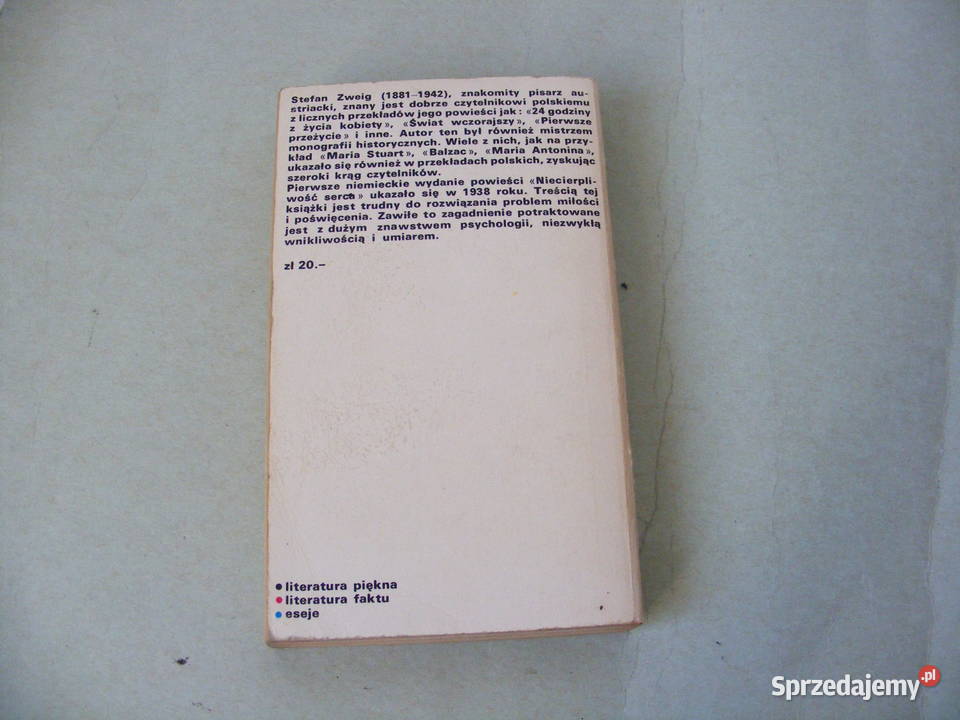 Stefan Zweig (1881–1942), znakomity pisarz au-
striacki, znany jest dobrze czytelnikowi polskiemu
z licznych przekładów jego powieści jak: «24 godziny
z życia kobiety», «Świat wczorajszy», «Pierwsze
przeżycie» i inne. Autor ten był również mistrzem
monografii historycznych. Wiele z nich, jak na przy-
kład «Maria Stuart», «Balzac», «Maria Antonina»,
ukazało się również w przekładach polskich, zyskując
szeroki krąg czytelników.
Pierwsze niemieckie wydanie powieści «Niecierpli-
wość serca» ukazało się w 1938 roku. Treścią tej
książki jest trudny do rozwiązania problem miłości
i poświęcenia. Zawiłe to zagadnienie potraktowane
jest z dużym znawstwem psychologii, niezwykłą
wnikliwością i umiarem.
zł 20.–
literatura piękna
literatura faktu
eseje
Sprzedajemy.pl